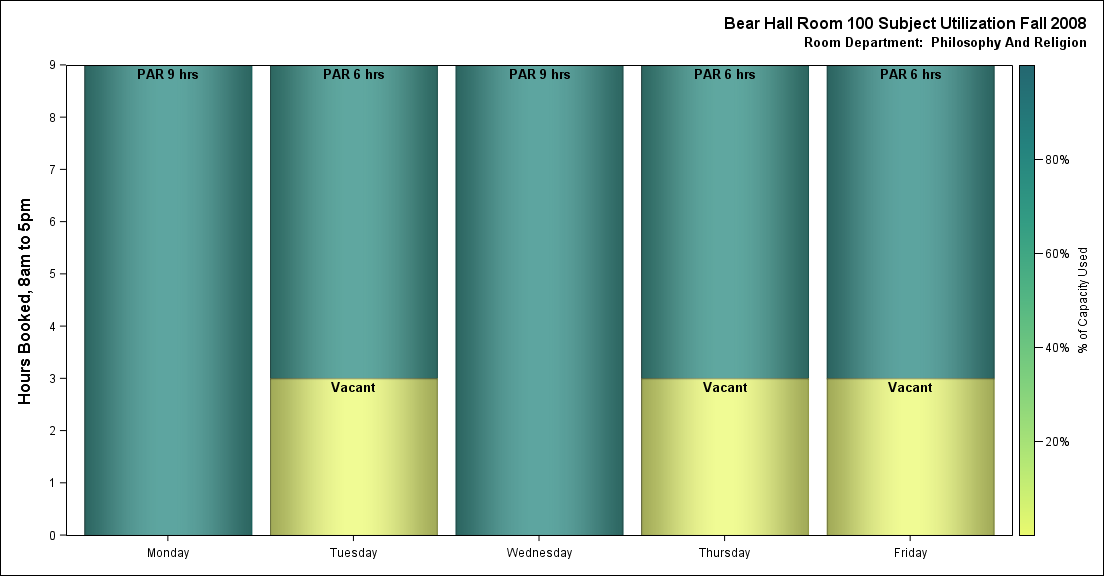 Bear Hall Room 100 Subject Utilization Fall 2008
Room Department:  Philosophy And Religion
Hours Booked, 8am to 5pm
9
8
7
6
5
4
3
2
1
0
PAR 9 hrs
PAR 6 hrs
PAR 9 hrs
PAR 6 hrs
PAR 6 hrs
Vacant
Vacant
Vacant
Monday
Tuesday
Wednesday
Thursday
Friday
80%
60%
40%
20%
% of Capacity Used